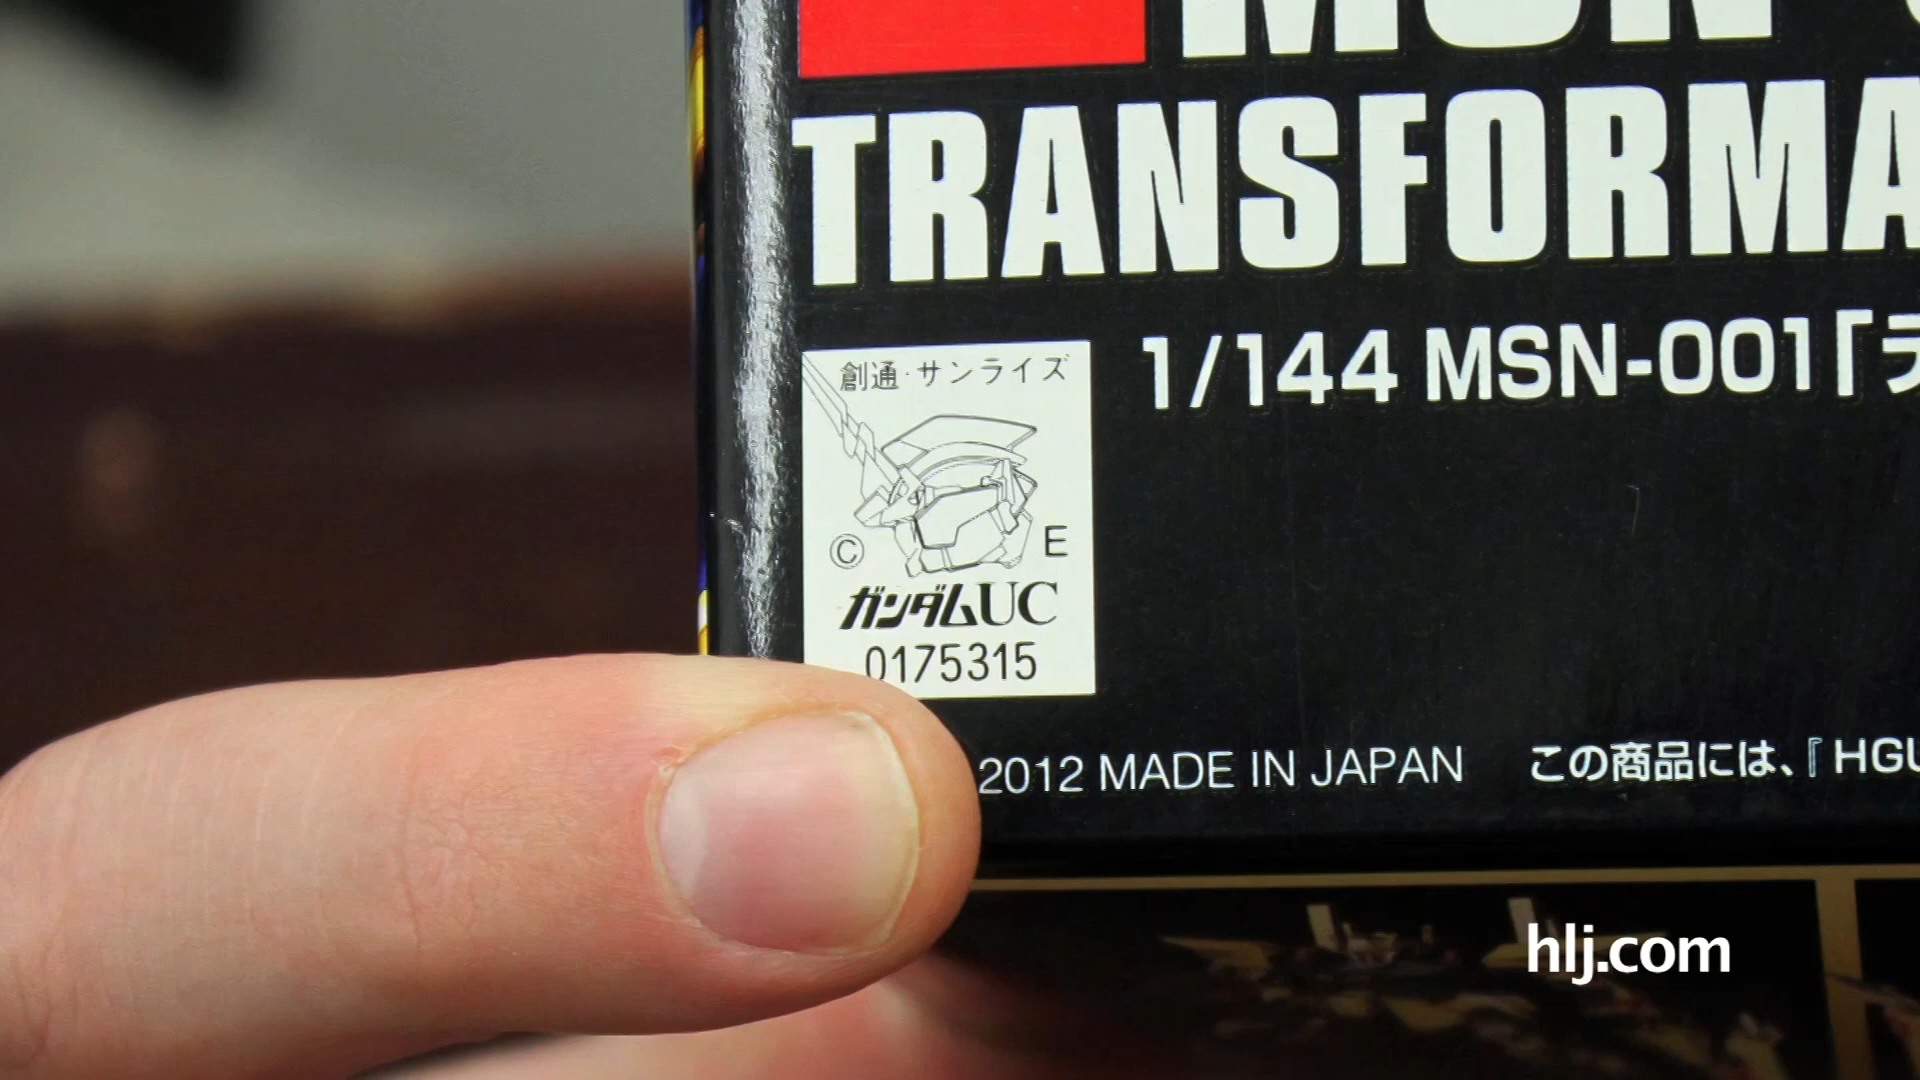 TRANSFORMA
1/144 MSN-001「デ
創通・サンライズ
© E
ガンダムUC
0175315
2012 MADE IN JAPAN この商品には、『HGU
hlj.com